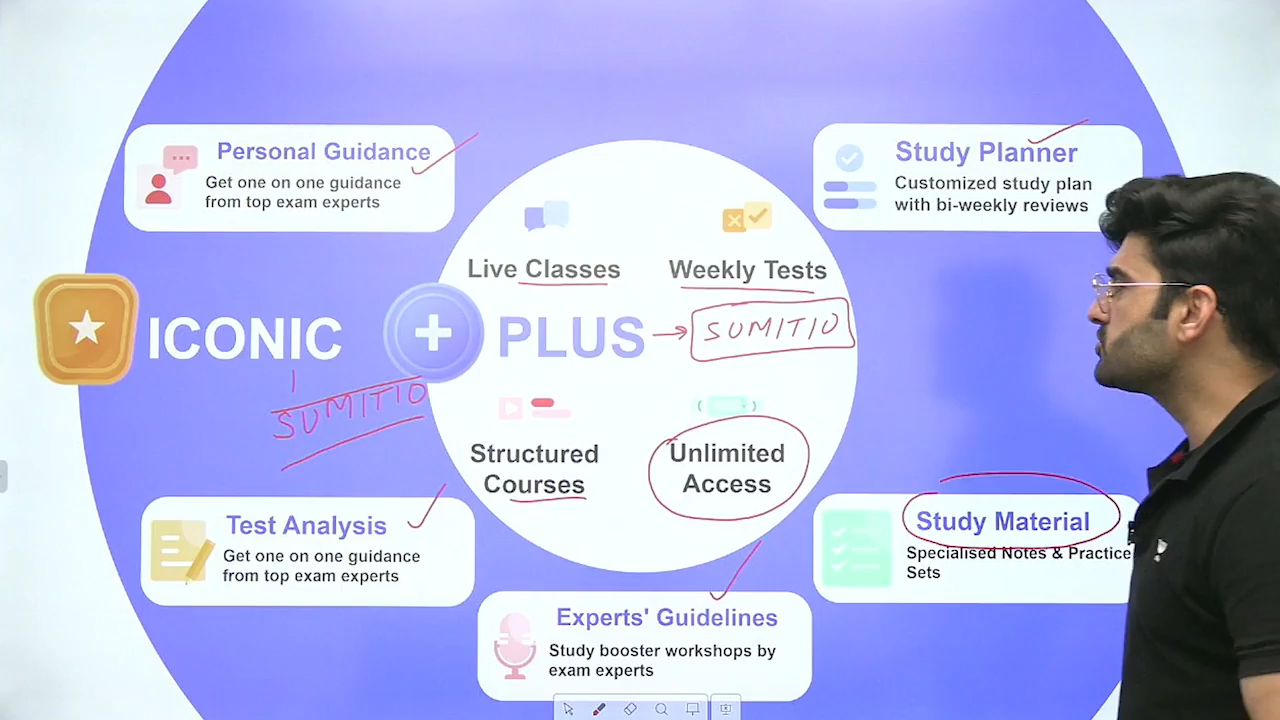 Personal Guidance
Get one on one guidance
from top exam experts
Study Planner
Customized study plan
with bi-weekly reviews
Live Classes
Weekly Tests
ICONIC
+
PLUS
SUMIT10
SUMIT10
Structured
Courses
Unlimited
Access
Test Analysis
Get one on one guidance
from top exam experts
Study Material
Specialised Notes & Practice
Sets
Experts' Guidelines
Study booster workshops by
exam experts